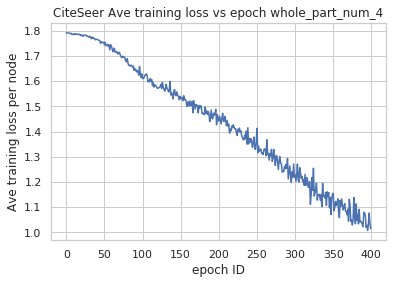 CiteSeer Ave training loss vs epoch whole_part_num_4
Ave training loss per node
1.8
1.7
1.6
1.5
1.4
1.3
1.2
1.1
1.0
0 50 100 150 200 250 300 350 400
epoch ID